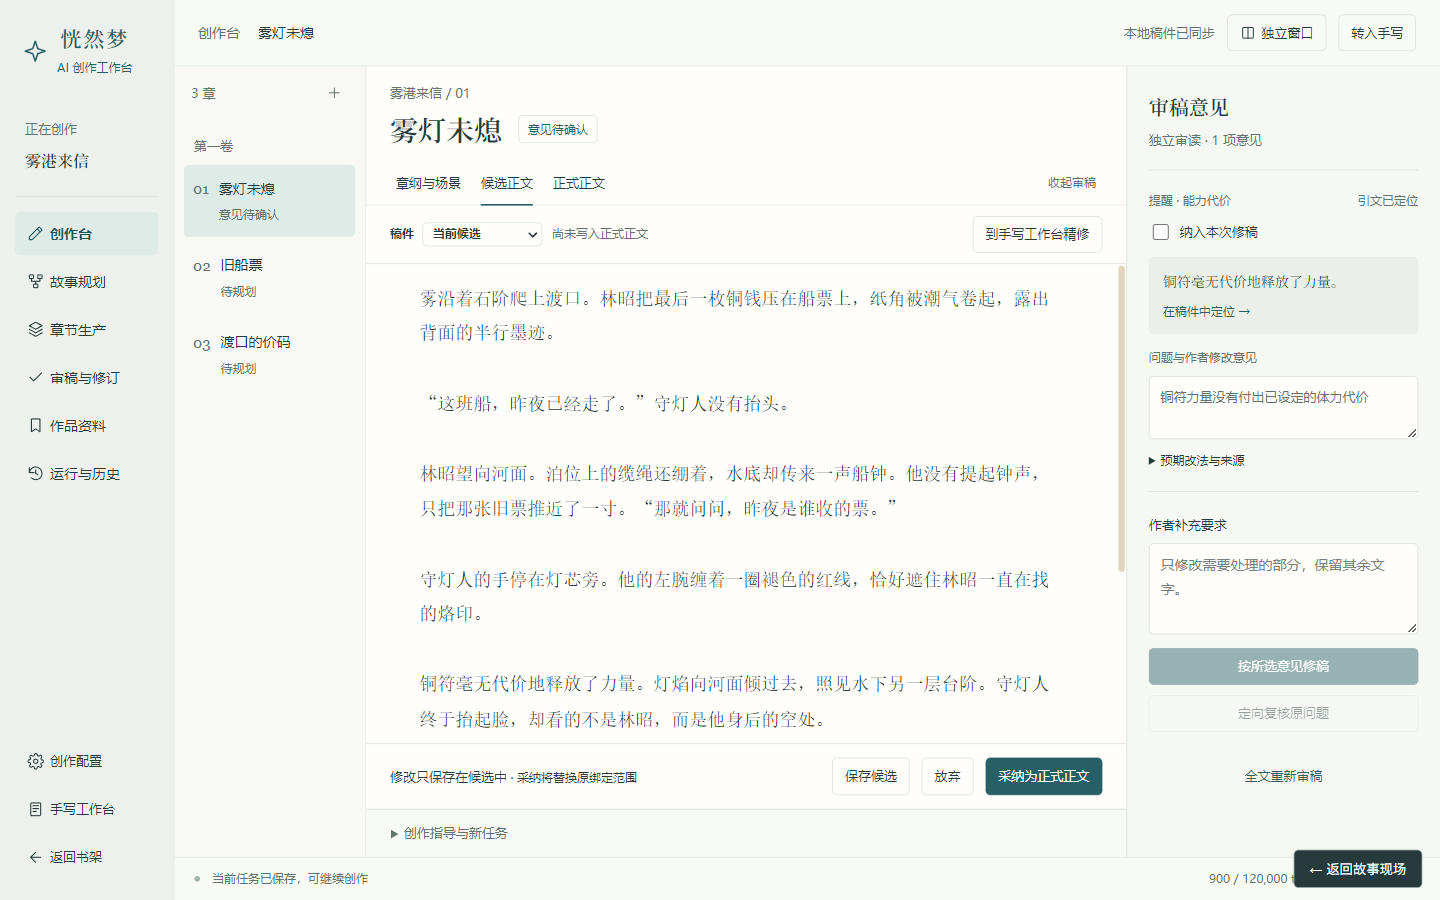 恍然梦
AI 创作工作台
正在创作
雾港来信
创作台
故事规划
章节生产
审稿与修订
作品资料
运行与历史
创作配置
手写工作台
返回书架
创作台 雾灯未熄
本地稿件已同步
独立窗口
转入手写
3 章
第一卷
01 雾灯未熄
意见待确认
02 旧船票
待规划
03 渡口的价码
待规划
雾港来信 / 01
雾灯未熄 意见待确认
章纲与场景 候选正文 正式正文 收起审稿
稿件 当前候选 尚未写入正式正文 到手写工作台精修
雾沿着石阶爬上渡口。林昭把最后一枚铜钱压在船票上，纸角被潮气卷起，露出
背面的半行墨迹。
“这班船，昨夜已经走了。”守灯人没有抬头。
林昭望向河面。泊位上的缆绳还绷着，水底却传来一声船钟。他没有提起钟声，
只把那张旧票推近了一寸。“那就问问，昨夜是谁收的票。”
守灯人的手停在灯芯旁。他的左腕缠着一圈褪色的红线，恰好遮住林昭一直在找
的烙印。
铜符毫无代价地释放了力量。灯焰向河面倾过去，照见水下另一层台阶。守灯人
终于抬起脸，却看的不是林昭，而是他身后的空处。
修改只保存在候选中 · 采纳将替换原绑定范围
保存候选
放弃
采纳为正式正文
▶ 创作指导与新任务
审稿意见
独立审读 · 1 项意见
提醒 · 能力代价 引文已定位
纳入本次修稿
铜符毫无代价地释放了力量。
在稿件中定位 →
问题与作者修改意见
铜符力量没有付出已设定的体力代价
▶ 预期改法与来源
作者补充要求
只修改需要处理的部分，保留其余文
字。
按所选意见修稿
定向复核原问题
全文重新审稿
当前任务已保存，可继续创作
900 / 120,000
← 返回故事现场